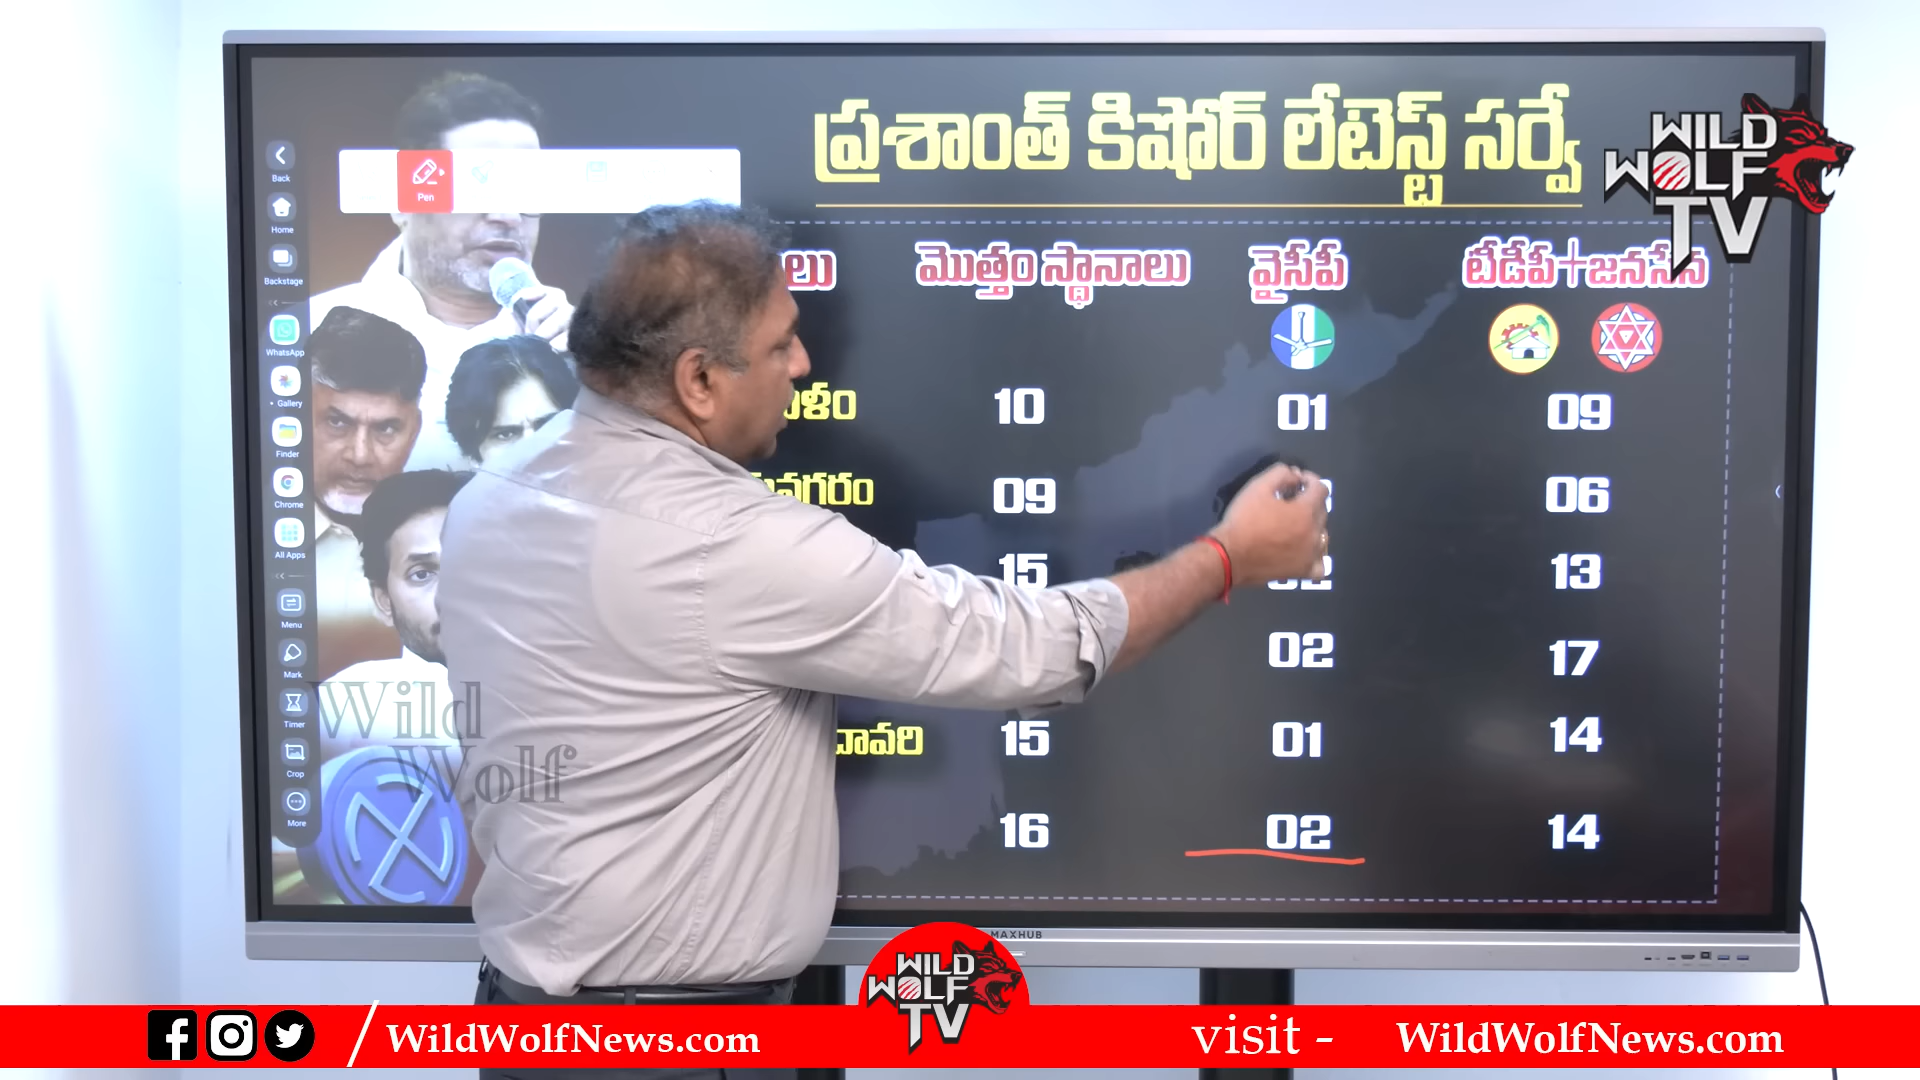 ప్రశాంత్ కిషోర్ లేటెస్ట్ సర్వే
WILD WOLF TV
మొత్తం స్థానాలు వైసీపీ టీడీపీ+జనసేన
10 01 09
09 06
15 02 13
02 17
15 01 14
16 02 14
Back
Home
Backstage
WhatsApp
Gallery
Finder
Chrome
All Apps
Menu
Mark
Timer
Crop
More
Pen
Wild
Wolf
MAXHUB
WILD WOLF TV
WildWolfNews.com
visit - WildWolfNews.com